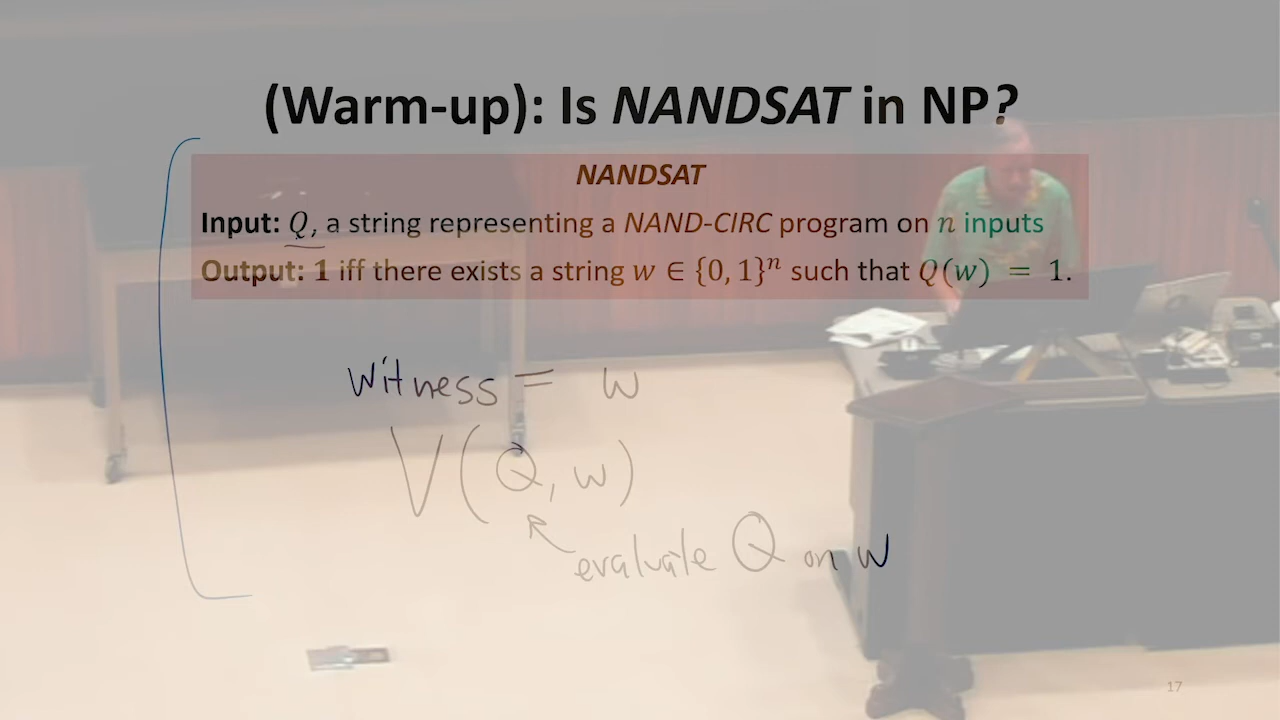 (Warm-up): Is NANDSAT in NP?
NANDSAT
Input: Q, a string representing a NAND-CIRC program on n inputs
Output: 1 iff there exists a string w ∈ {0, 1}ⁿ such that Q(w) = 1.
witness = w
V(Q, w)
evaluate Q on w
17